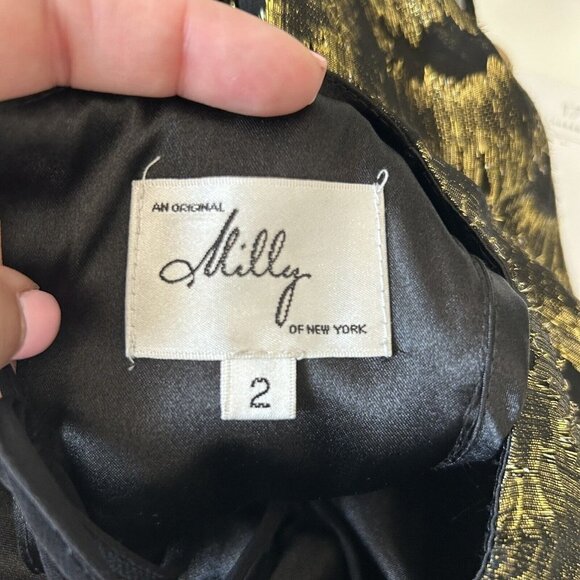 AN ORIGINAL
Milly
OF NEW YORK
2